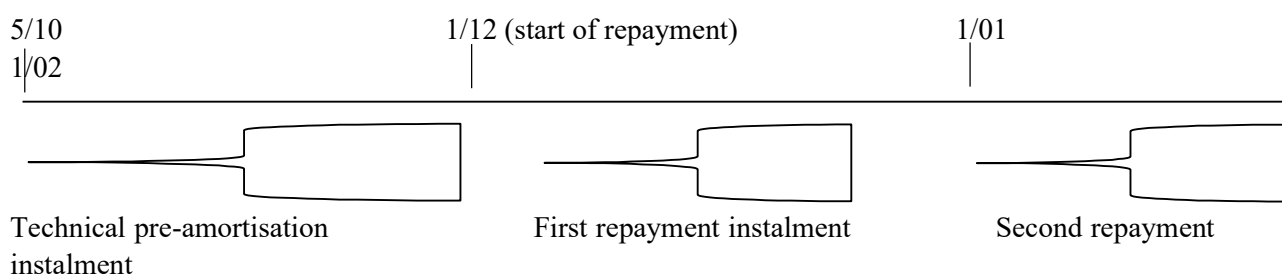 5/10 1/12 (start of repayment) 1/01
1/02
Technical pre-amortisation First repayment instalment Second repayment
instalment